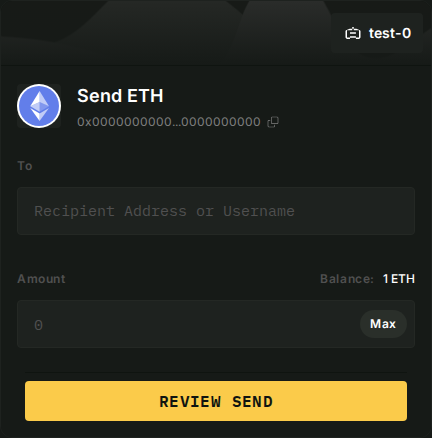 test-0
Send ETH
0x0000000000...0000000000
To
Recipient Address or Username
Amount Balance: 1 ETH
0 Max
REVIEW SEND